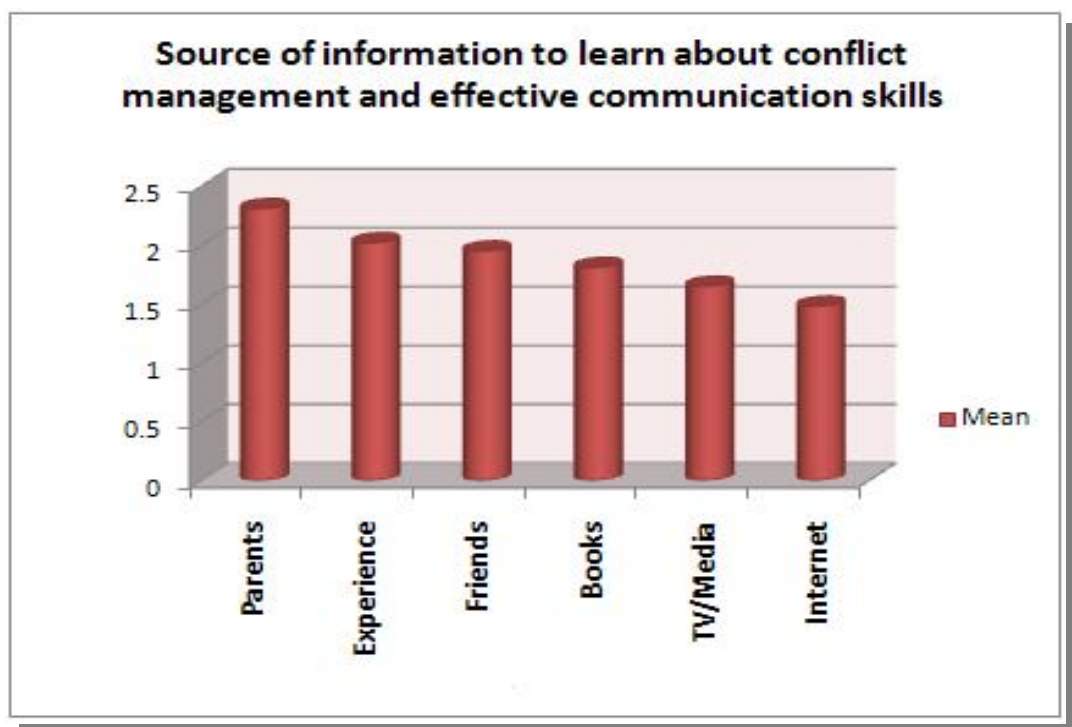 Source of information to learn about conflict
management and effective communication skills
2.5
2
1.5
1
0.5
0
Mean
Parents
Experience
Friends
Books
TV/Media
Internet